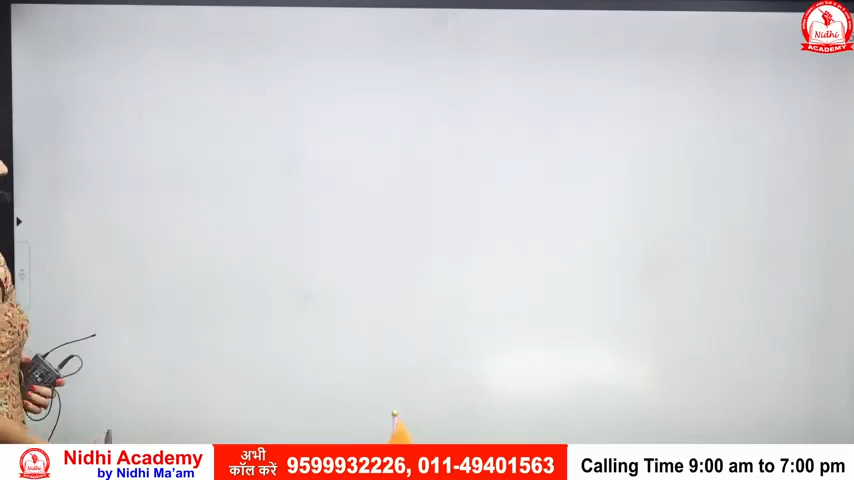 Nidhi
ACADEMY
Nidhi Academy
by Nidhi Ma'am
अभी
कॉल करें
9599932226, 011-49401563
Calling Time 9:00 am to 7:00 pm